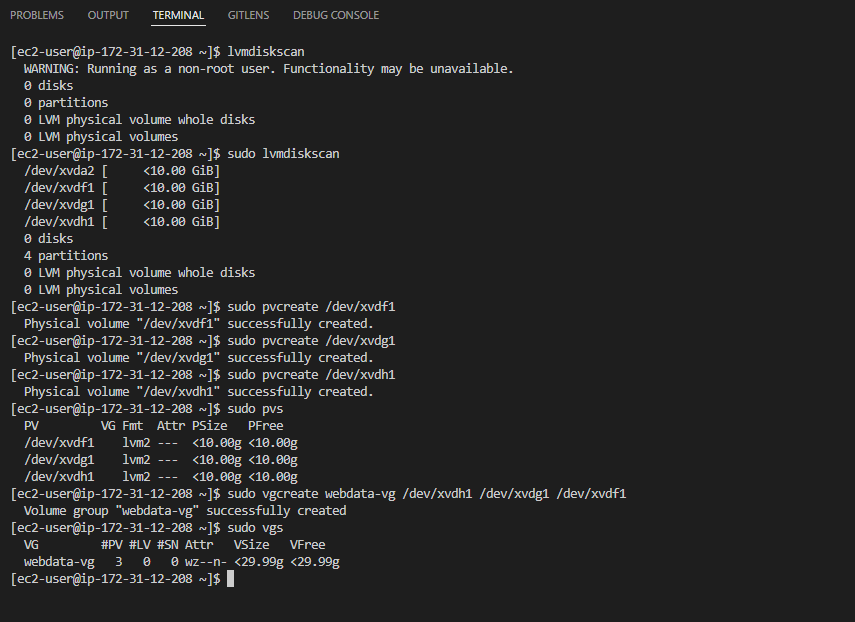 PROBLEMS OUTPUT TERMINAL GITLENS DEBUG CONSOLE
[ec2-user@ip-172-31-12-208 ~]$ lvmdiskscan
  WARNING: Running as a non-root user. Functionality may be unavailable.
  0 disks
  0 partitions
  0 LVM physical volume whole disks
  0 LVM physical volumes
[ec2-user@ip-172-31-12-208 ~]$ sudo lvmdiskscan
  /dev/xvda2 [     <10.00 GiB]
  /dev/xvdf1 [     <10.00 GiB]
  /dev/xvdg1 [     <10.00 GiB]
  /dev/xvdh1 [     <10.00 GiB]
  0 disks
  4 partitions
  0 LVM physical volume whole disks
  0 LVM physical volumes
[ec2-user@ip-172-31-12-208 ~]$ sudo pvcreate /dev/xvdf1
  Physical volume "/dev/xvdf1" successfully created.
[ec2-user@ip-172-31-12-208 ~]$ sudo pvcreate /dev/xvdg1
  Physical volume "/dev/xvdg1" successfully created.
[ec2-user@ip-172-31-12-208 ~]$ sudo pvcreate /dev/xvdh1
  Physical volume "/dev/xvdh1" successfully created.
[ec2-user@ip-172-31-12-208 ~]$ sudo pvs
  PV         VG Fmt  Attr PSize   PFree
  /dev/xvdf1    lvm2 ---  <10.00g <10.00g
  /dev/xvdg1    lvm2 ---  <10.00g <10.00g
  /dev/xvdh1    lvm2 ---  <10.00g <10.00g
[ec2-user@ip-172-31-12-208 ~]$ sudo vgcreate webdata-vg /dev/xvdh1 /dev/xvdg1 /dev/xvdf1
  Volume group "webdata-vg" successfully created
[ec2-user@ip-172-31-12-208 ~]$ sudo vgs
  VG         #PV #LV #SN Attr   VSize   VFree
  webdata-vg   3   0   0 wz--n- <29.99g <29.99g
[ec2-user@ip-172-31-12-208 ~]$